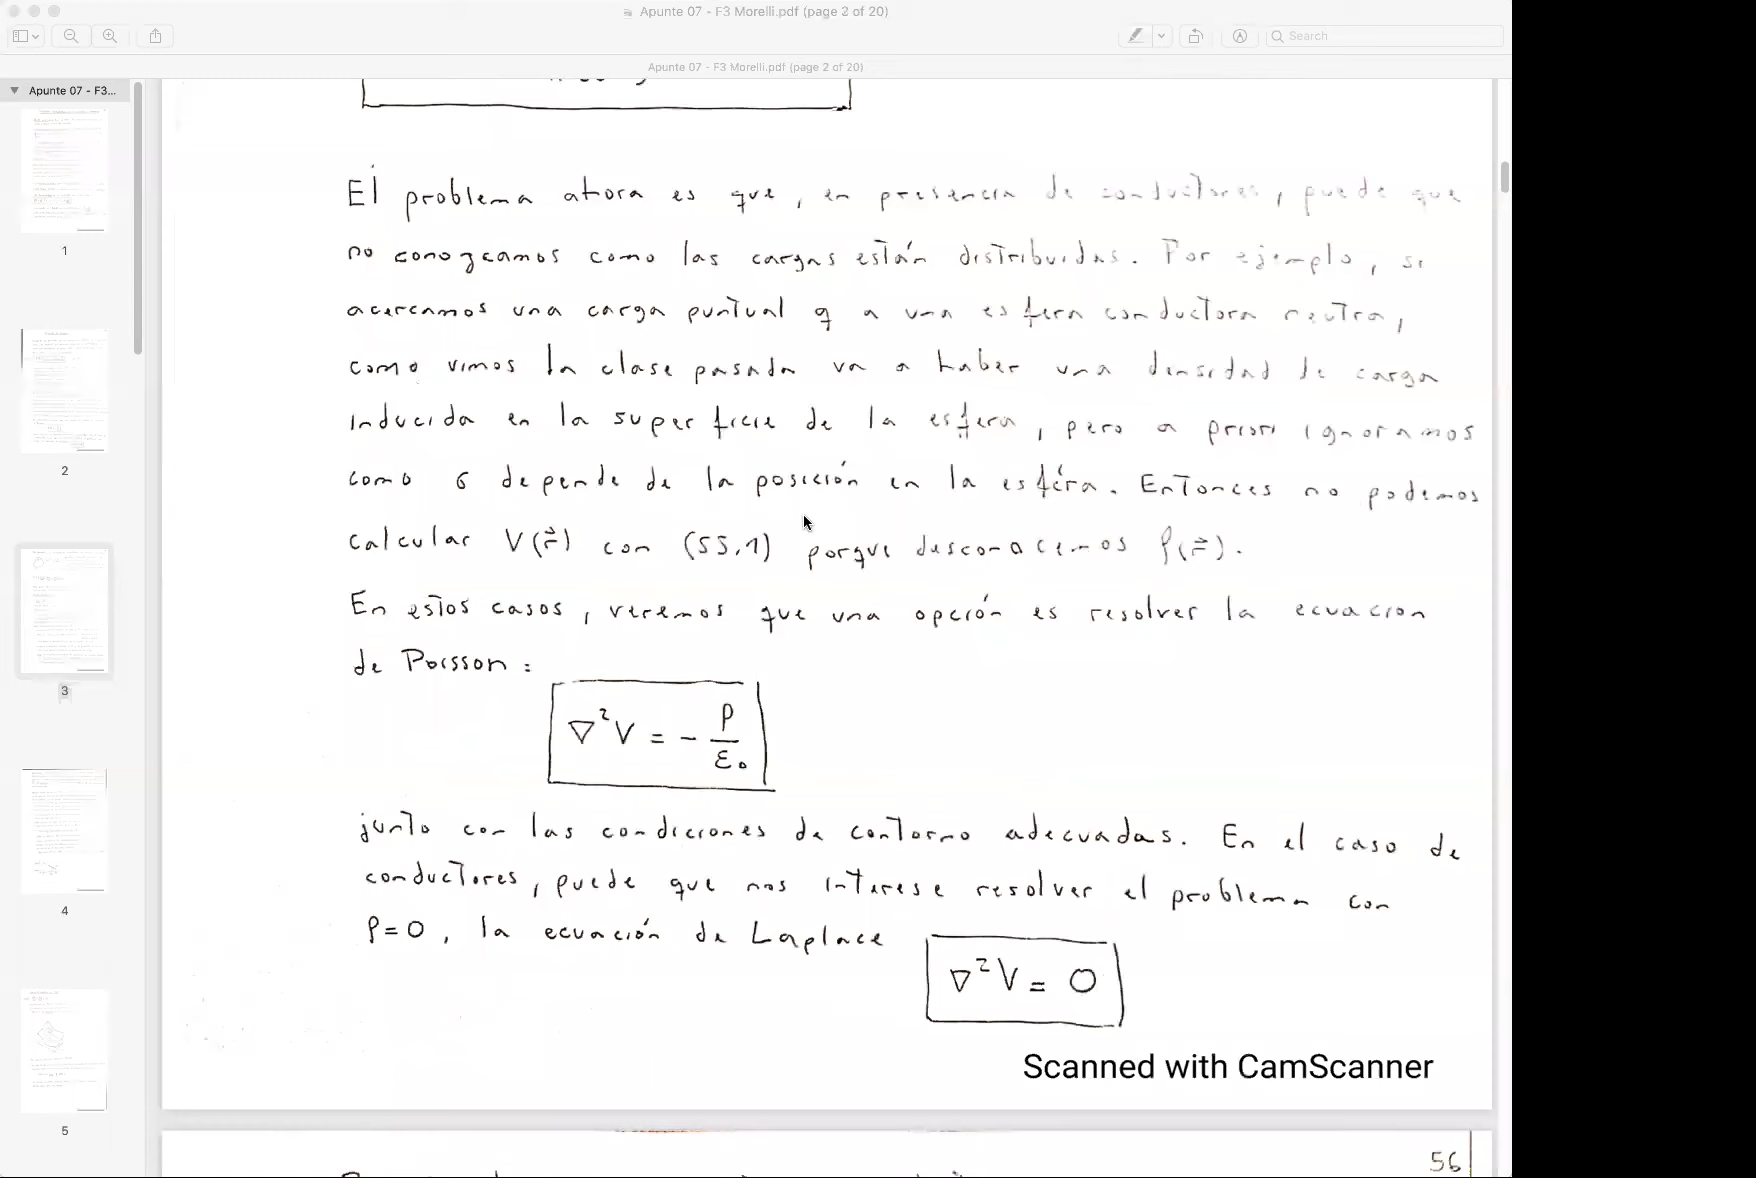 Apunte 07 - F3 Morelli.pdf (page 2 of 20)
Search
Apunte 07 - F3 Morelli.pdf (page 2 of 20)
Apunte 07 - F3...
1
2
3
4
5
El problema ahora es que, en presencia de conductores, puede que
no conozcamos como las cargas están distribuidas. Por ejemplo, si
acercamos una carga puntual q a una esfera conductora neutra,
como vimos la clase pasada va a haber una densidad de carga
inducida en la superficie de la esfera, pero a priori ignoramos
como σ depende de la posición en la esféra. Entonces no podemos
calcular V(r⃗) con (55.1) porque desconocemos ρ(r⃗).
En estos casos, veremos que una opción es resolver la ecuacion
de Poisson:
∇²V = - ρ/ε₀
junto con las condiciones de contorno adecuadas. En el caso de
conductores, puede que nos interese resolver el problema con
ρ=0, la ecuación de Laplace
∇²V = 0
Scanned with CamScanner
56